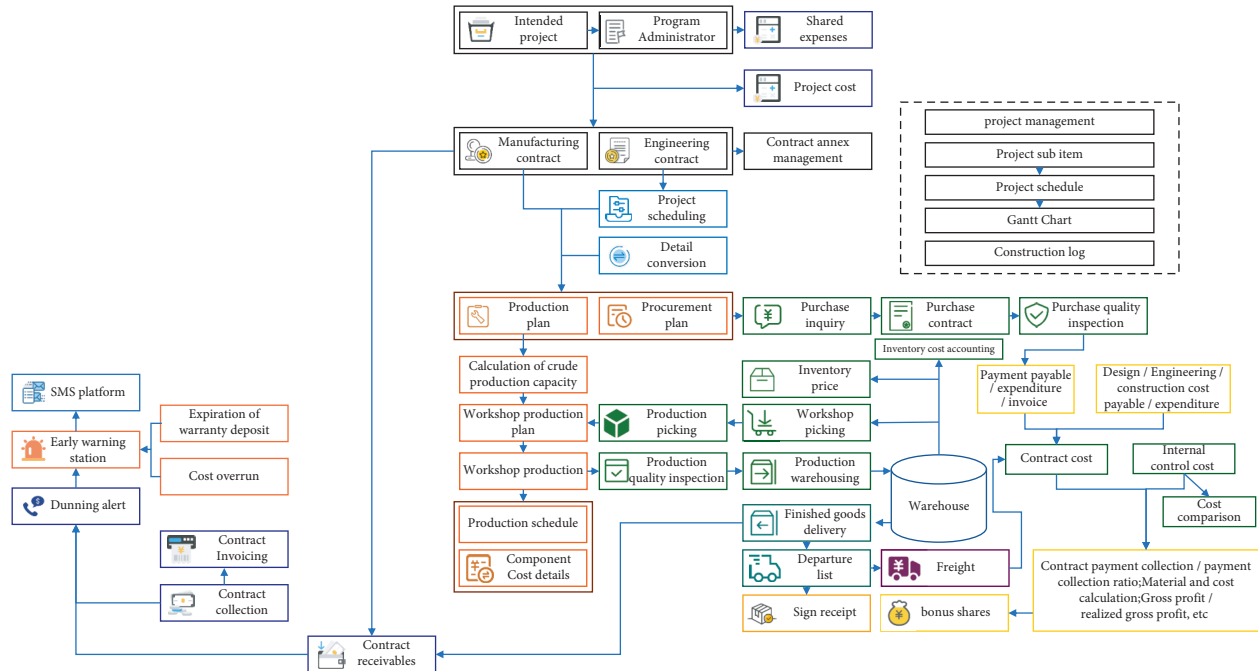 Intended
project
Program
Administrator
Shared
expenses
Project cost
Manufacturing
contract
Engineering
contract
Contract annex
management
project management
Project sub item
Project schedule
Gantt Chart
Construction log
Project
scheduling
Detail
conversion
Production
plan
Procurement
plan
Purchase
inquiry
Purchase
contract
Purchase quality
inspection
Inventory cost accounting
Calculation of crude
production capacity
Inventory
price
Payment payable
/ expenditure
/ invoice
Design / Engineering /
construction cost
payable / expenditure
SMS platform
Expiration of
warranty deposit
Workshop production
plan
Production
picking
Workshop
picking
Early warning
station
Cost overrun
Workshop production
Production
quality inspection
Production
warehousing
Warehouse
Contract cost
Internal
control cost
Cost
comparison
Dunning alert
Production schedule
Finished goods
delivery
Contract
Invoicing
Component
Cost details
Departure
list
Freight
Contract payment collection / payment
collection ratio;Material and cost
calculation;Gross profit /
realized gross profit, etc
Contract
collection
Sign receipt
bonus shares
Contract
receivables